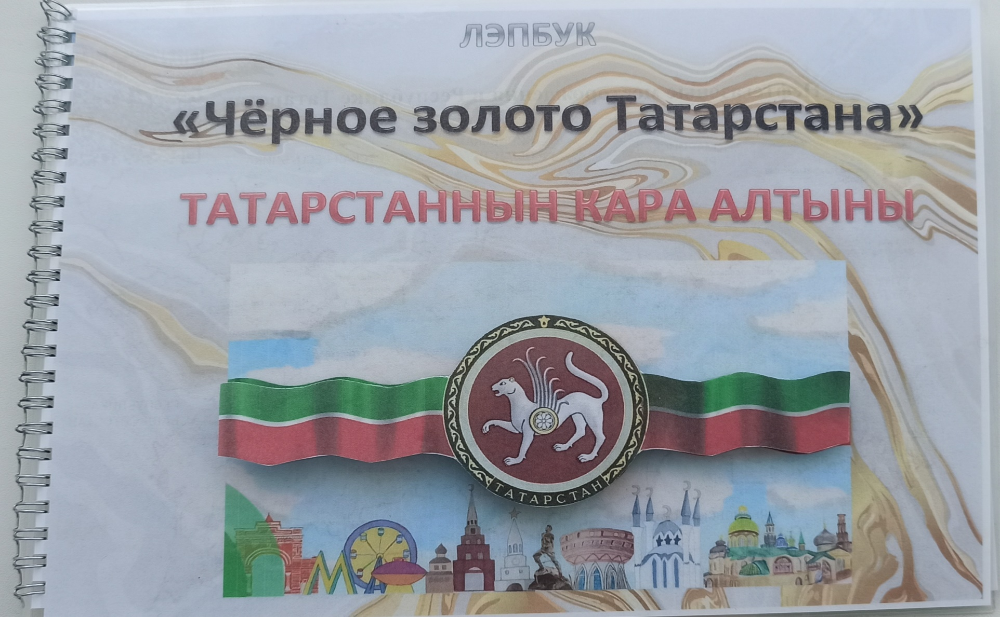 ЛЭПБУК
«Чёрное золото Татарстана»
ТАТАРСТАННЫН КАРА АЛТЫНЫ
ТАТАРСТАН